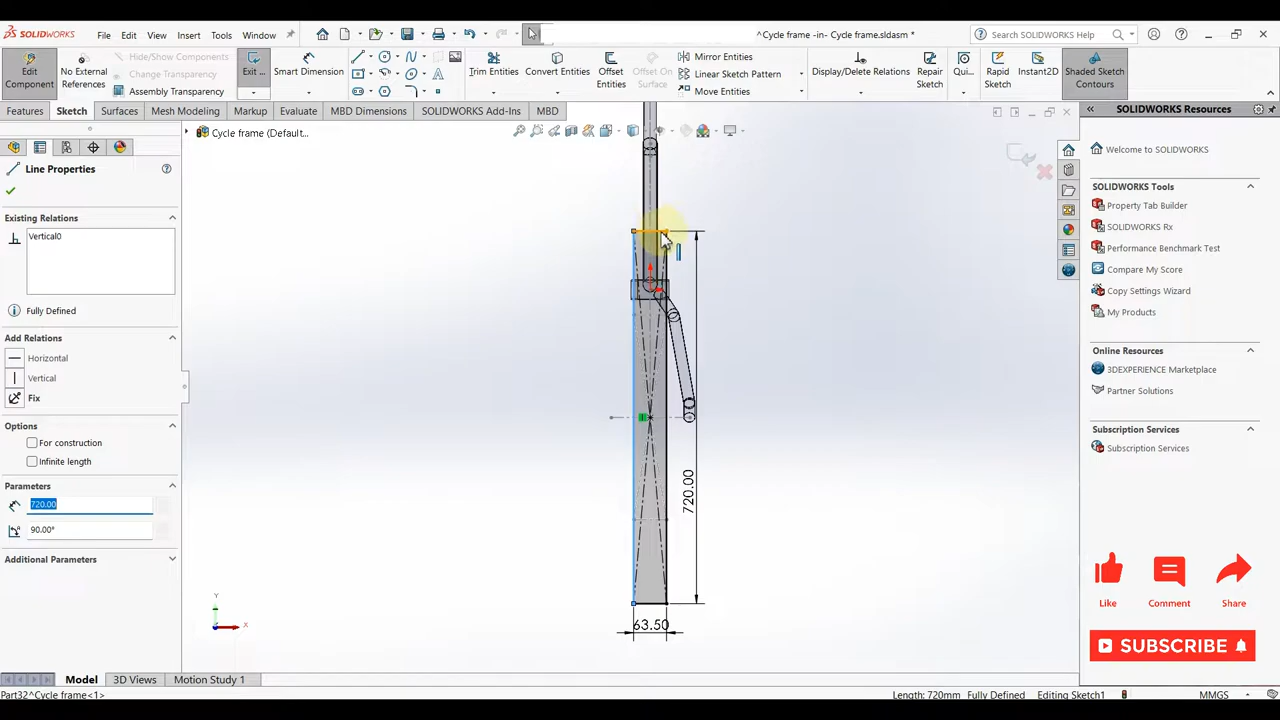 SOLIDWORKS
File
Edit
View
Insert
Tools
Window
^Cycle frame -in- Cycle frame.sldasm *
Search SOLIDWORKS Help
Edit Component
No External References
Hide/Show Components
Change Transparency
Assembly Transparency
Exit ...
Smart Dimension
Trim Entities
Convert Entities
Offset Entities
Offset On Surface
Mirror Entities
Linear Sketch Pattern
Move Entities
Display/Delete Relations
Repair Sketch
Qui...
Rapid Sketch
Instant2D
Shaded Sketch Contours
Features
Sketch
Surfaces
Mesh Modeling
Markup
Evaluate
MBD Dimensions
SOLIDWORKS Add-Ins
MBD
Cycle frame (Default...
Line Properties
Existing Relations
Vertical0
Fully Defined
Add Relations
Horizontal
Vertical
Fix
Options
For construction
Infinite length
Parameters
720.00
90.00°
Additional Parameters
720.00
63.50
Y
X
SOLIDWORKS Resources
Welcome to SOLIDWORKS
SOLIDWORKS Tools
Property Tab Builder
SOLIDWORKS Rx
Performance Benchmark Test
Compare My Score
Copy Settings Wizard
My Products
Online Resources
3DEXPERIENCE Marketplace
Partner Solutions
Subscription Services
Subscription Services
Like
Comment
Share
SUBSCRIBE
Model
3D Views
Motion Study 1
Part32^Cycle frame<1>
Length: 720mm
Fully Defined
Editing Sketch1
MMGS